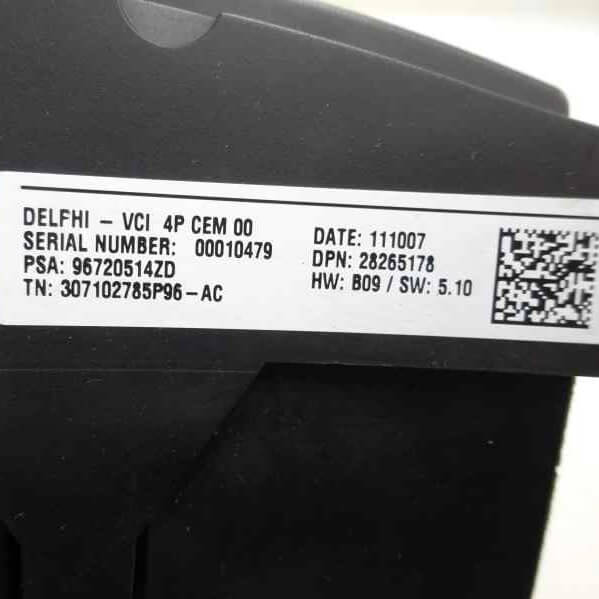 DELFHI - VCI 4P CEM 00
SERIAL NUMBER: 00010479
PSA: 96720514ZD
TN: 307102785P96-AC
DATE: 111007
DPN: 28265178
HW: B09 / SW: 5.10